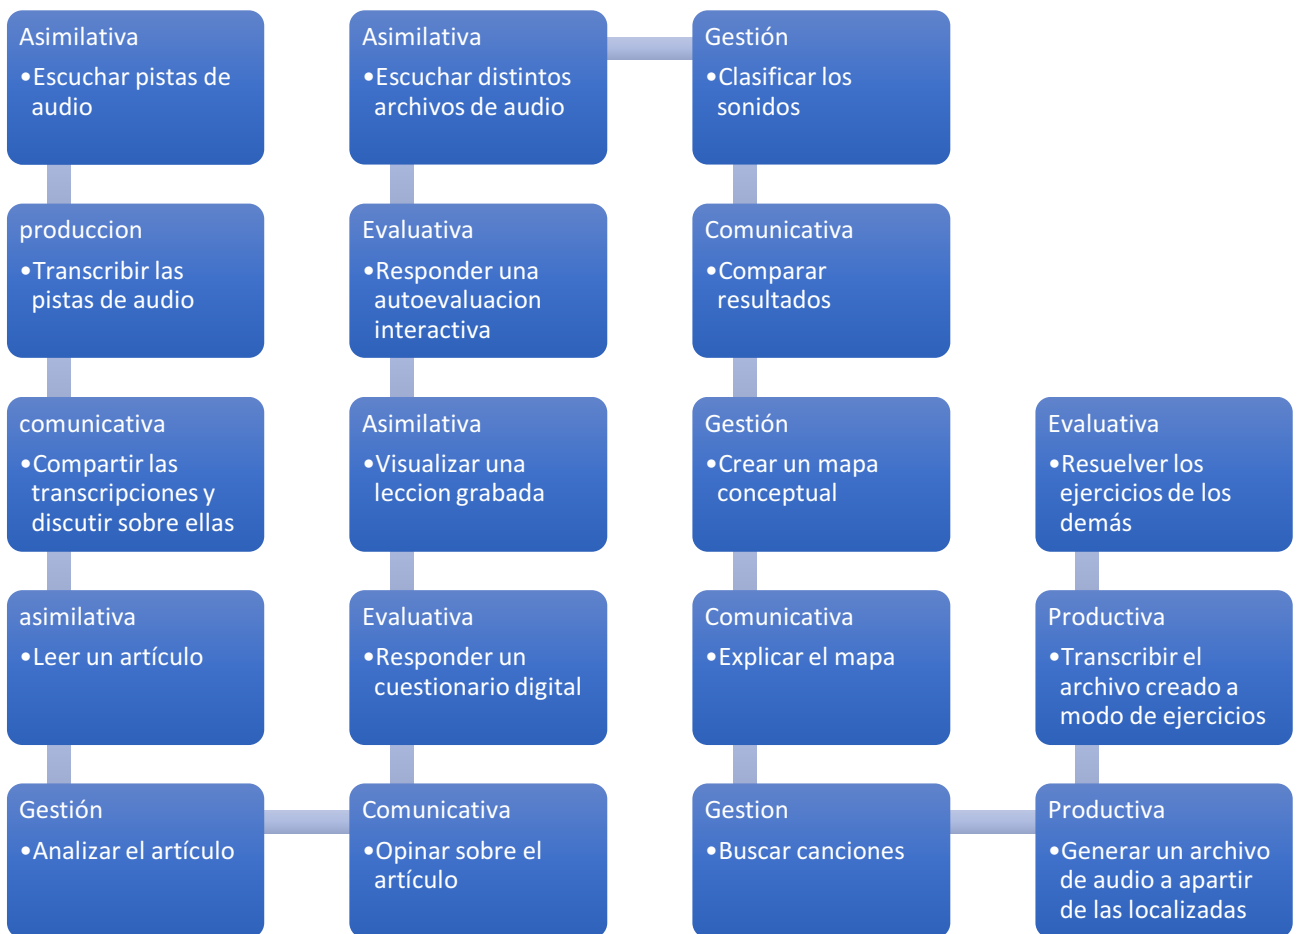 Asimilativa
•Escuchar pistas de
audio
produccion
•Transcribir las
pistas de audio
comunicativa
•Compartir las
transcripciones y
discutir sobre ellas
asimilativa
•Leer un artículo
Gestión
•Analizar el artículo
Comunicativa
•Opinar sobre el
artículo
Evaluativa
•Responder un
cuestionario digital
Asimilativa
•Visualizar una
leccion grabada
Evaluativa
•Responder una
autoevaluacion
interactiva
Asimilativa
•Escuchar distintos
archivos de audio
Gestión
•Clasificar los
sonidos
Comunicativa
•Comparar
resultados
Gestión
•Crear un mapa
conceptual
Comunicativa
•Explicar el mapa
Gestion
•Buscar canciones
Productiva
•Generar un archivo
de audio a apartir
de las localizadas
Productiva
•Transcribir el
archivo creado a
modo de ejercicios
Evaluativa
•Resuelver los
ejercicios de los
demás